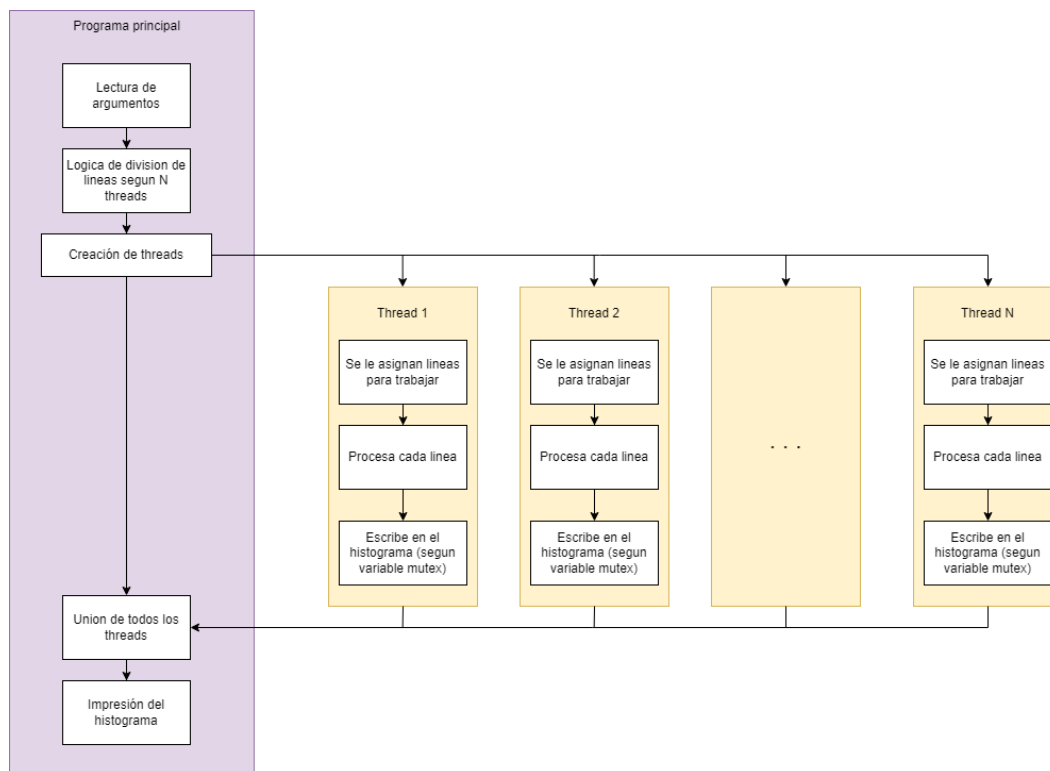 Programa principal
Lectura de
argumentos
Logica de division de
lineas segun N
threads
Creación de threads
Thread 1
Se le asignan lineas
para trabajar
Procesa cada linea
Escribe en el
histograma (segun
variable mutex)
Thread 2
Se le asignan lineas
para trabajar
Procesa cada linea
Escribe en el
histograma (segun
variable mutex)
. . .
Thread N
Se le asignan lineas
para trabajar
Procesa cada linea
Escribe en el
histograma (segun
variable mutex)
Union de todos los
threads
Impresión del
histograma